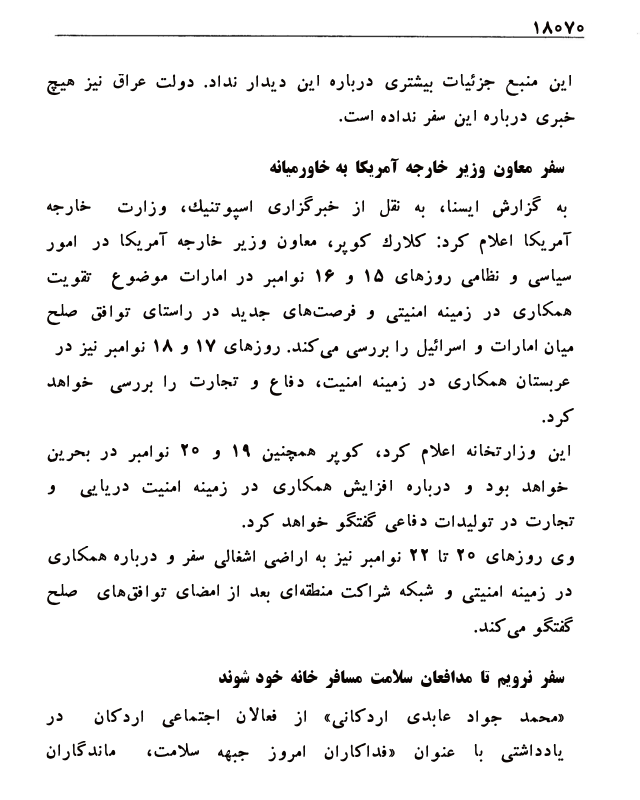 ۱۸۰۷۰
این منبع جزئیات بیشتری درباره این دیدار نداد. دولت عراق نیز هیچ
خبری درباره این سفر نداده است.
سفر معاون وزیر خارجه آمریکا به خاورمیانه
به گزارش ایسنا، به نقل از خبرگزاری اسپوتنیك، وزارت خارجه
آمریکا اعلام کرد: کلارك کوپر، معاون وزیر خارجه آمریکا در امور
سیاسی و نظامی روزهای ۱۵ و ۱۶ نوامبر در امارات موضوع تقویت
همکاری در زمینه امنیتی و فرصت‌های جدید در راستای توافق صلح
میان امارات و اسرائیل را بررسی می‌کند. روزهای ۱۷ و ۱۸ نوامبر نیز در
عربستان همکاری در زمینه امنیت، دفاع و تجارت را بررسی خواهد
کرد.
این وزارتخانه اعلام کرد، کوپر همچنین ۱۹ و ۲۰ نوامبر در بحرین
خواهد بود و درباره افزایش همکاری در زمینه امنیت دریایی و
تجارت در تولیدات دفاعی گفتگو خواهد کرد.
وی روزهای ۲۰ تا ۲۲ نوامبر نیز به اراضی اشغالی سفر و درباره همکاری
در زمینه امنیتی و شبکه شراکت منطقه‌ای بعد از امضای توافق‌های صلح
گفتگو می‌کند.
سفر نرویم تا مدافعان سلامت مسافر خانه خود شوند
«محمد جواد عابدی اردکانی» از فعالان اجتماعی اردکان در
یادداشتی با عنوان «فداکاران امروز جبهه سلامت، ماندگاران